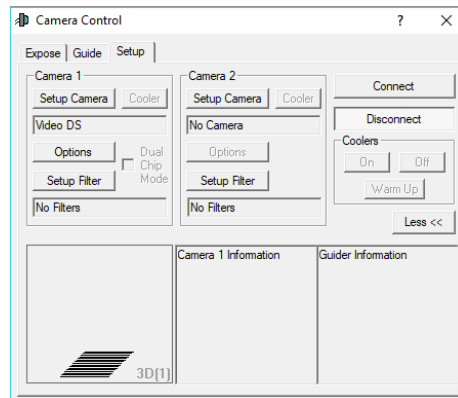 Camera Control
?
Expose Guide Setup
Camera 1
Setup Camera Cooler
Video DS
Options
Dual
Chip
Mode
Setup Filter
No Filters
Camera 2
Setup Camera Cooler
No Camera
Options
Setup Filter
No Filters
Connect
Disconnect
Coolers
On Off
Warm Up
Less <<
3D(1)
Camera 1 Information
Guider Information